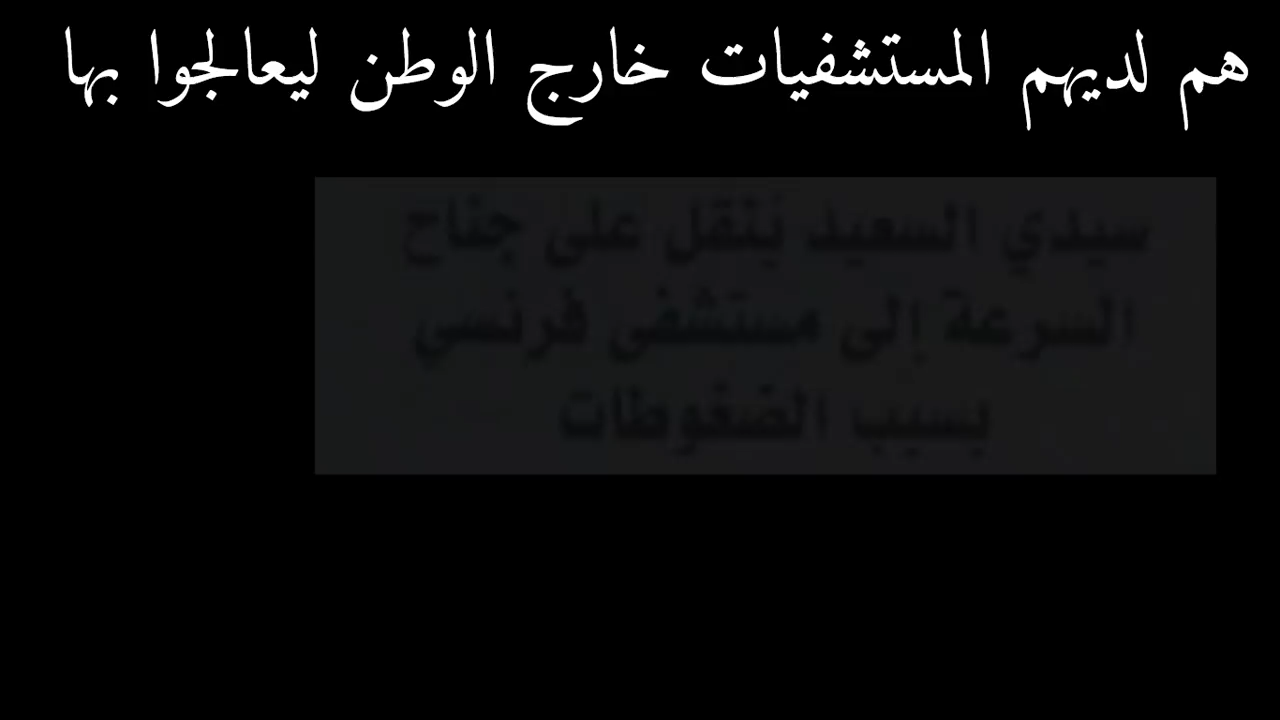 هم لديهم المستشفيات خارج الوطن ليعالجوا بها
سيدي السعيد ينقل على جناح
السرعة إلى مستشفى فرنسي
بسبب الضغوطات